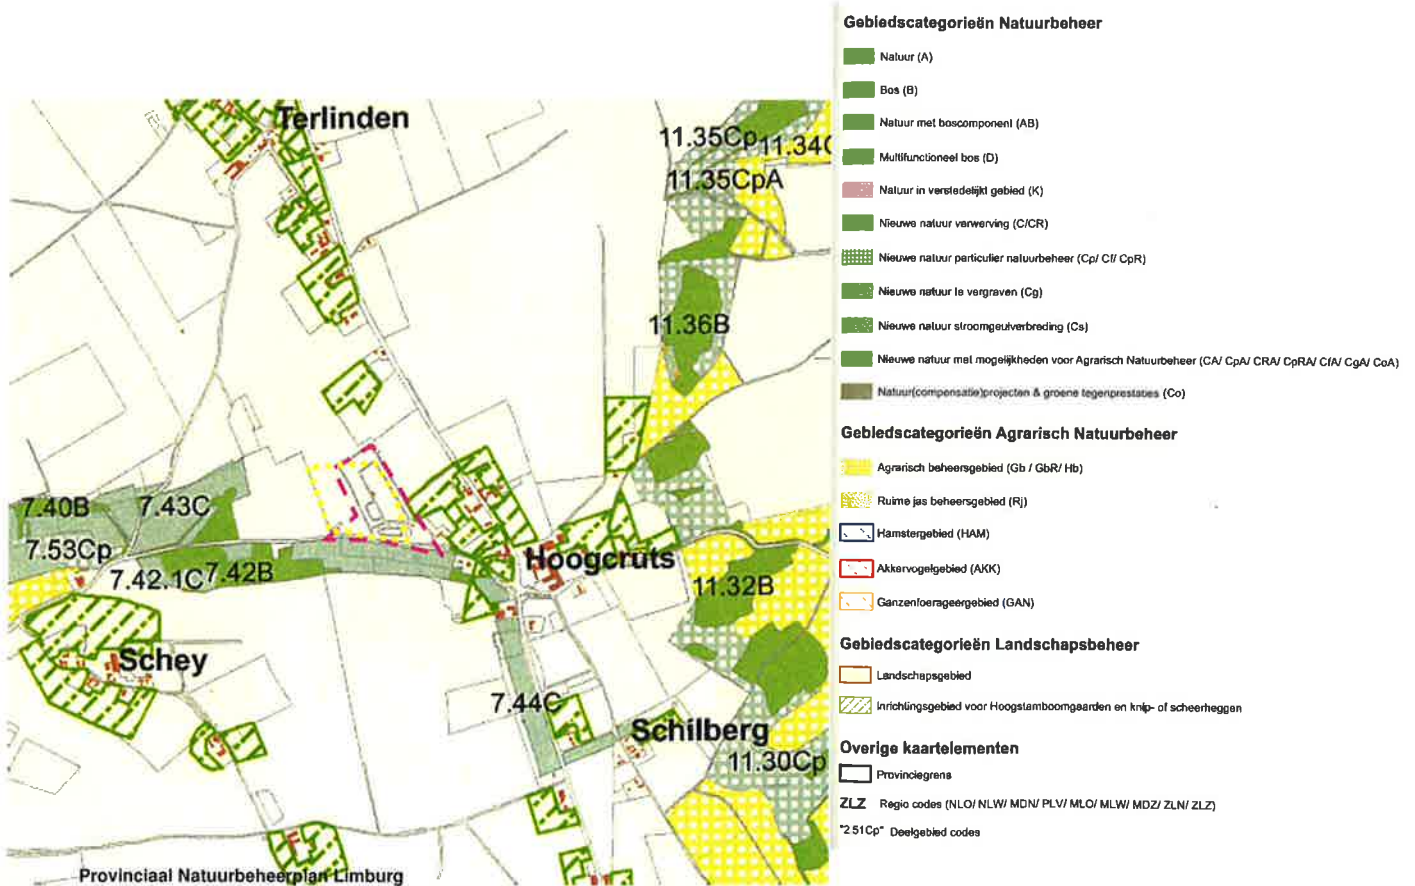 Terlinden
11.35Cp
11.34C
11.35CpA
11.36B
7.40B
7.43C
7.53Cp
7.42.1C
7.42B
Hoogcruts
11.32B
Schey
7.44C
Schilberg
11.30Cp
Provinciaal Natuurbeheerplan Limburg
Gebiedscategorieën Natuurbeheer
Natuur (A)
Bos (B)
Natuur met boscomponent (AB)
Multifunctioneel bos (D)
Natuur in verstedelijkt gebied (K)
Nieuwe natuur verwerving (C/CR)
Nieuwe natuur particulier natuurbeheer (Cp/ Cf/ CpR)
Nieuwe natuur te vergraven (Cg)
Nieuwe natuur stroomgeulverbreding (Cs)
Nieuwe natuur met mogelijkheden voor Agrarisch Natuurbeheer (CA/ CpA/ CRA/ CpRA/ CfA/ CgA/ CoA)
Natuur(compensatie)projecten & groene tegenprestaties (Co)
Gebiedscategorieën Agrarisch Natuurbeheer
Agrarisch beheersgebied (Gb / GbR/ Hb)
Ruime jas beheersgebied (Rj)
Hamstergebied (HAM)
Akkervogelgebied (AKK)
Ganzenfoerageergebied (GAN)
Gebiedscategorieën Landschapsbeheer
Landschapsgebied
Inrichtingsgebied voor Hoogstamboomgaarden en knip- of scheerheggen
Overige kaartelementen
Provinciegrens
ZLZ Regio codes (NLO/ NLW/ MDN/ PLV/ MLO/ MLW/ MDZ/ ZLN/ ZLZ)
"2.51Cp" Deelgebied codes